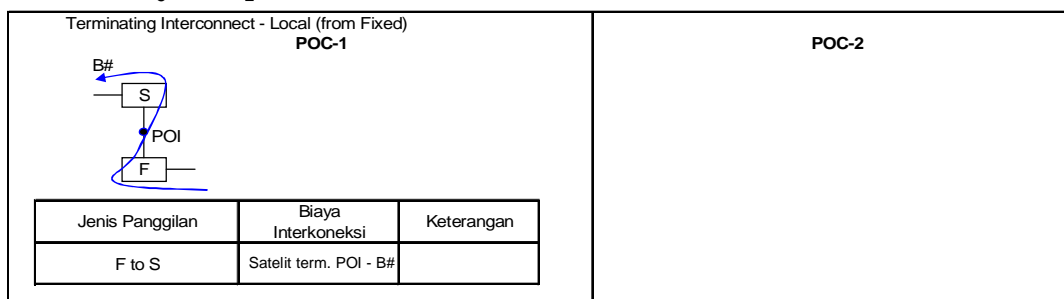 Terminating Interconnect - Local (from Fixed)
POC-1
POC-2
B#
S
POI
F
Jenis Panggilan
Biaya
Interkoneksi
Keterangan
F to S
Satelit term. POI - B#